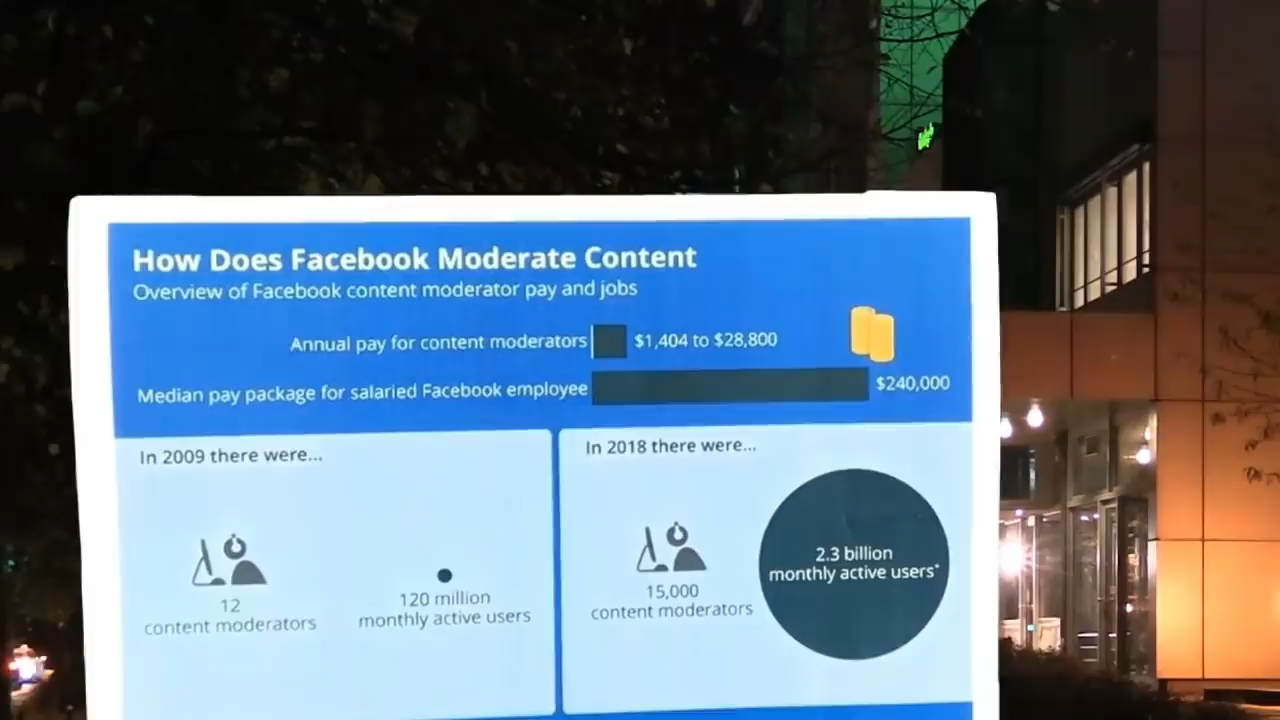 How Does Facebook Moderate Content
Overview of Facebook content moderator pay and jobs
Annual pay for content moderators $1,404 to $28,800
Median pay package for salaried Facebook employee $240,000
In 2009 there were...
12
content moderators
120 million
monthly active users
In 2018 there were...
15,000
content moderators
2.3 billion
monthly active users*